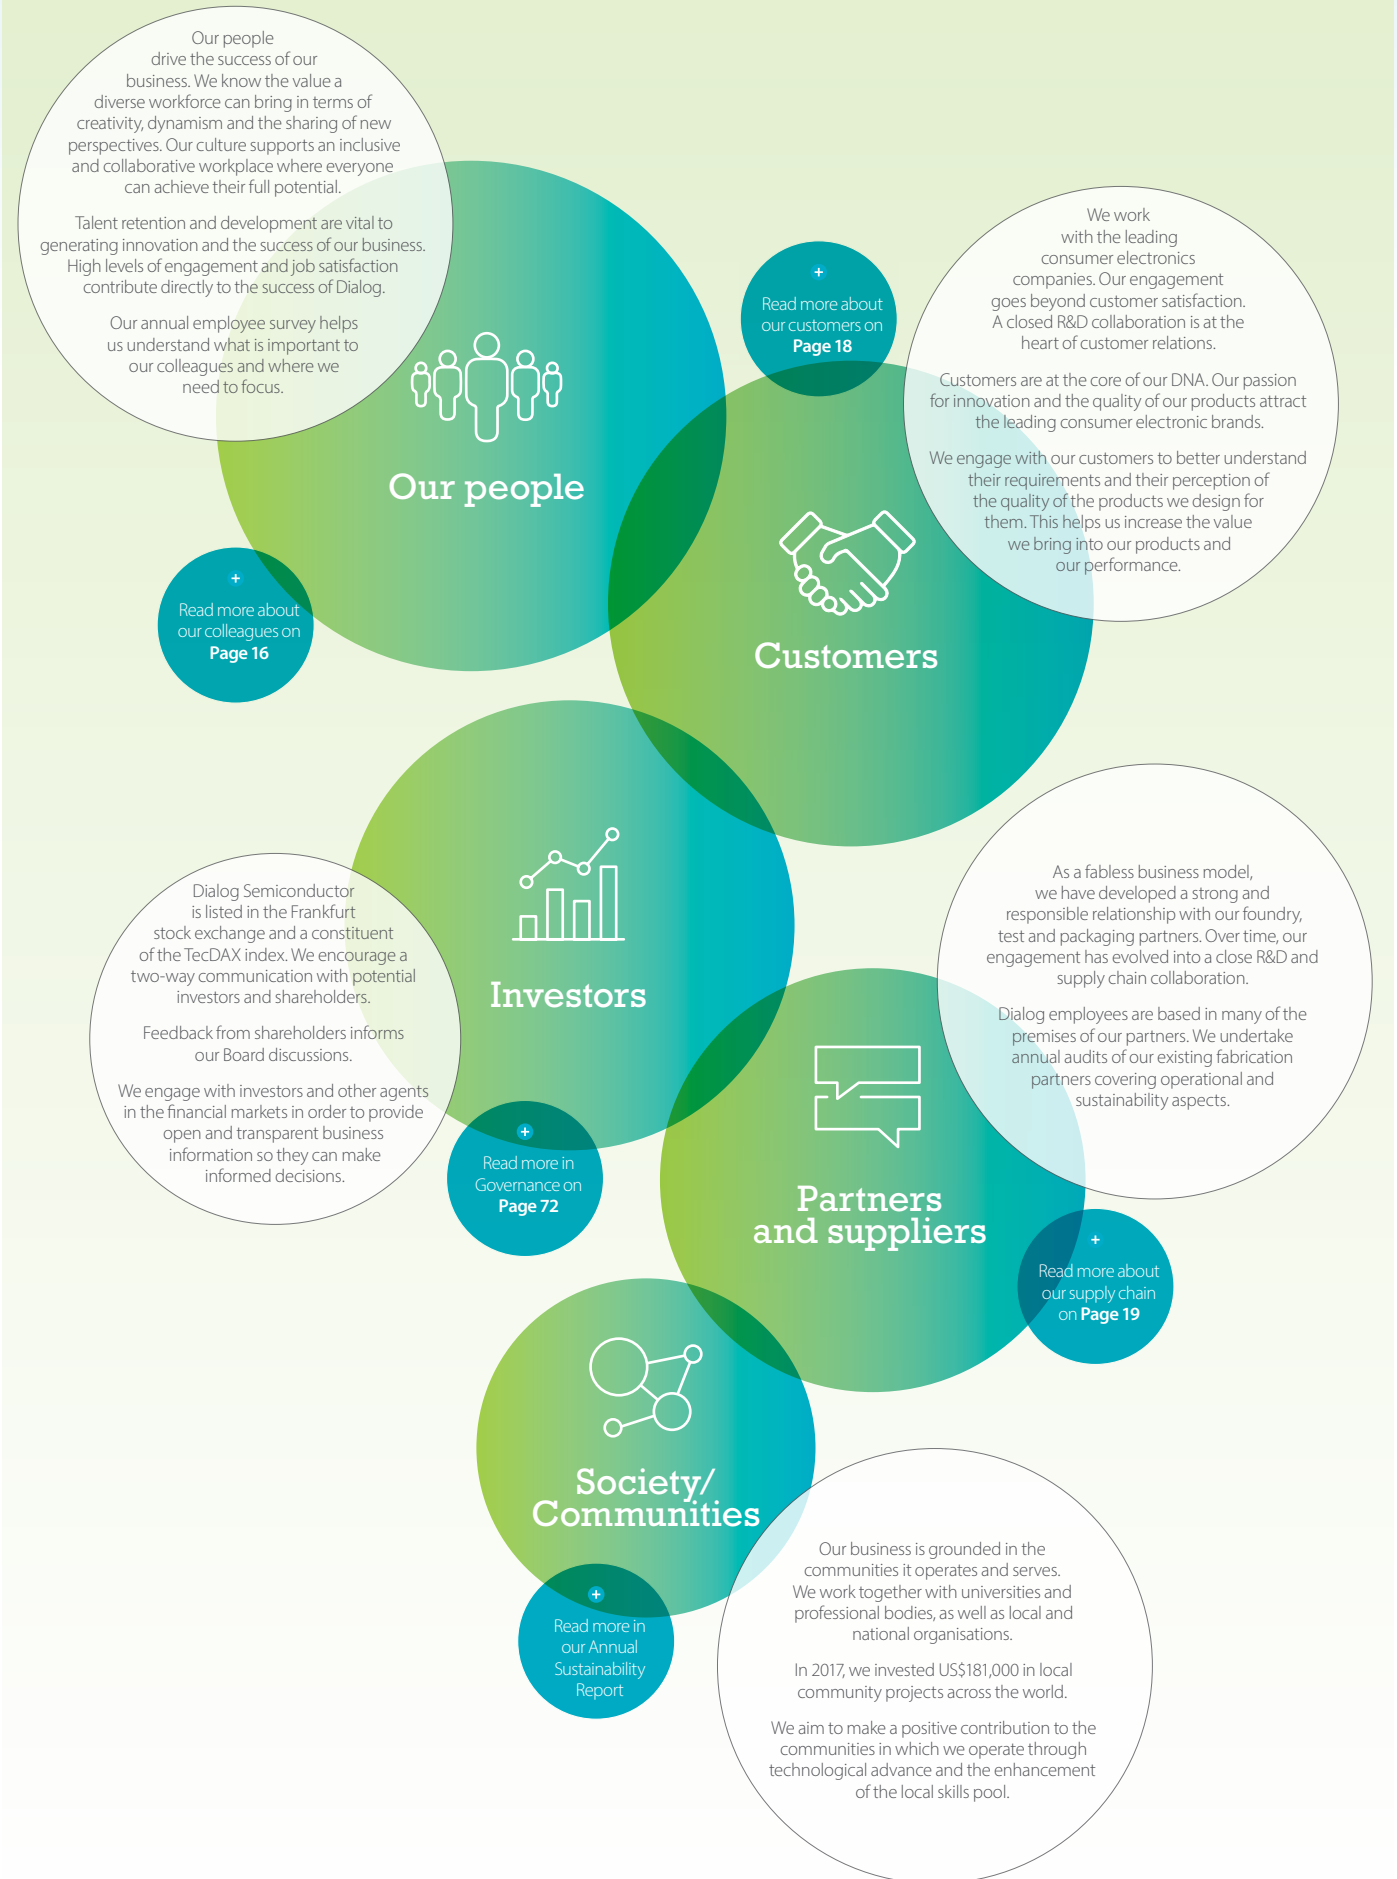 Our people
drive the success of our
business. We know the value a
diverse workforce can bring in terms of
creativity, dynamism and the sharing of new
perspectives. Our culture supports an inclusive
and collaborative workplace where everyone
can achieve their full potential.
Talent retention and development are vital to
generating innovation and the success of our business.
High levels of engagement and job satisfaction
contribute directly to the success of Dialog.
Our annual employee survey helps
us understand what is important to
our colleagues and where we
need to focus.
Our people
+
Read more about
our colleagues on
Page 16
+
Read more about
our customers on
Page 18
We work
with the leading
consumer electronics
companies. Our engagement
goes beyond customer satisfaction.
A closed R&D collaboration is at the
heart of customer relations.
Customers are at the core of our DNA. Our passion
for innovation and the quality of our products attract
the leading consumer electronic brands.
We engage with our customers to better understand
their requirements and their perception of
the quality of the products we design for
them. This helps us increase the value
we bring into our products and
our performance.
Customers
Dialog Semiconductor
is listed in the Frankfurt
stock exchange and a constituent
of the TecDAX index. We encourage a
two-way communication with potential
investors and shareholders.
Feedback from shareholders informs
our Board discussions.
We engage with investors and other agents
in the financial markets in order to provide
open and transparent business
information so they can make
informed decisions.
Investors
+
Read more in
Governance on
Page 72
As a fabless business model,
we have developed a strong and
responsible relationship with our foundry,
test and packaging partners. Over time, our
engagement has evolved into a close R&D and
supply chain collaboration.
Dialog employees are based in many of the
premises of our partners. We undertake
annual audits of our existing fabrication
partners covering operational and
sustainability aspects.
Partners
and suppliers
+
Read more about
our supply chain
on Page 19
Society/
Communities
+
Read more in
our Annual
Sustainability
Report
Our business is grounded in the
communities it operates and serves.
We work together with universities and
professional bodies, as well as local and
national organisations.
In 2017, we invested US$181,000 in local
community projects across the world.
We aim to make a positive contribution to the
communities in which we operate through
technological advance and the enhancement
of the local skills pool.